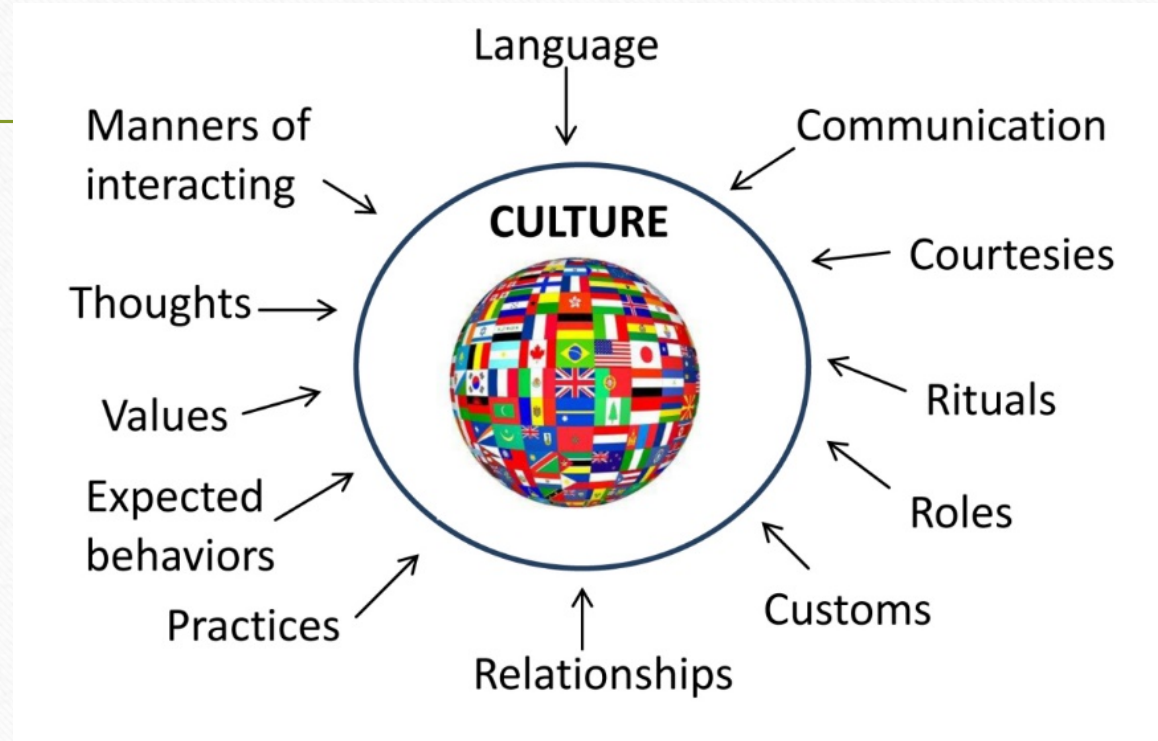 Language
Manners of
interacting
Communication
CULTURE
Courtesies
Thoughts
Values
Rituals
Expected
behaviors
Roles
Practices
Customs
Relationships